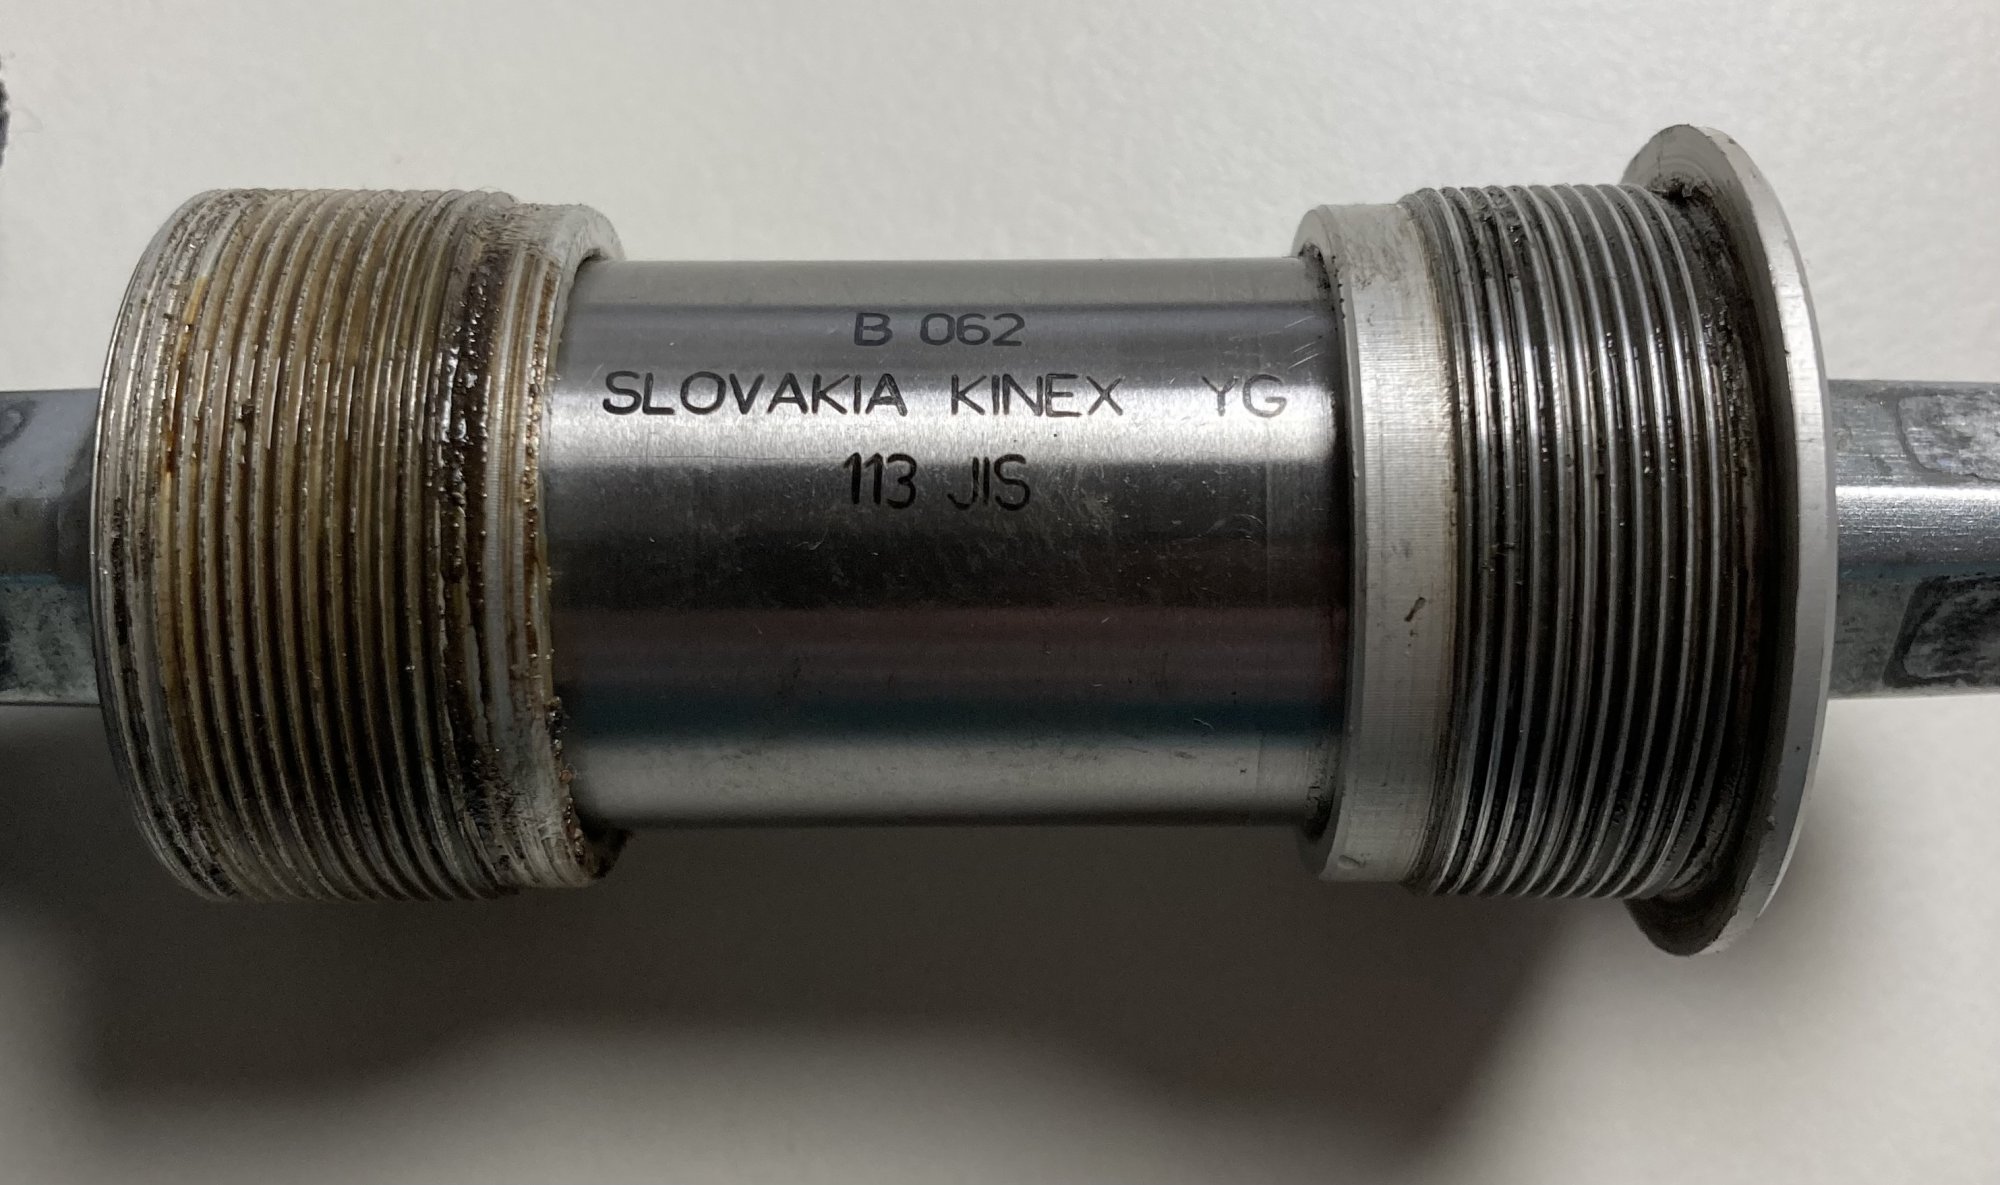 B 062
SLOVAKIA KINEX YG
113 JIS